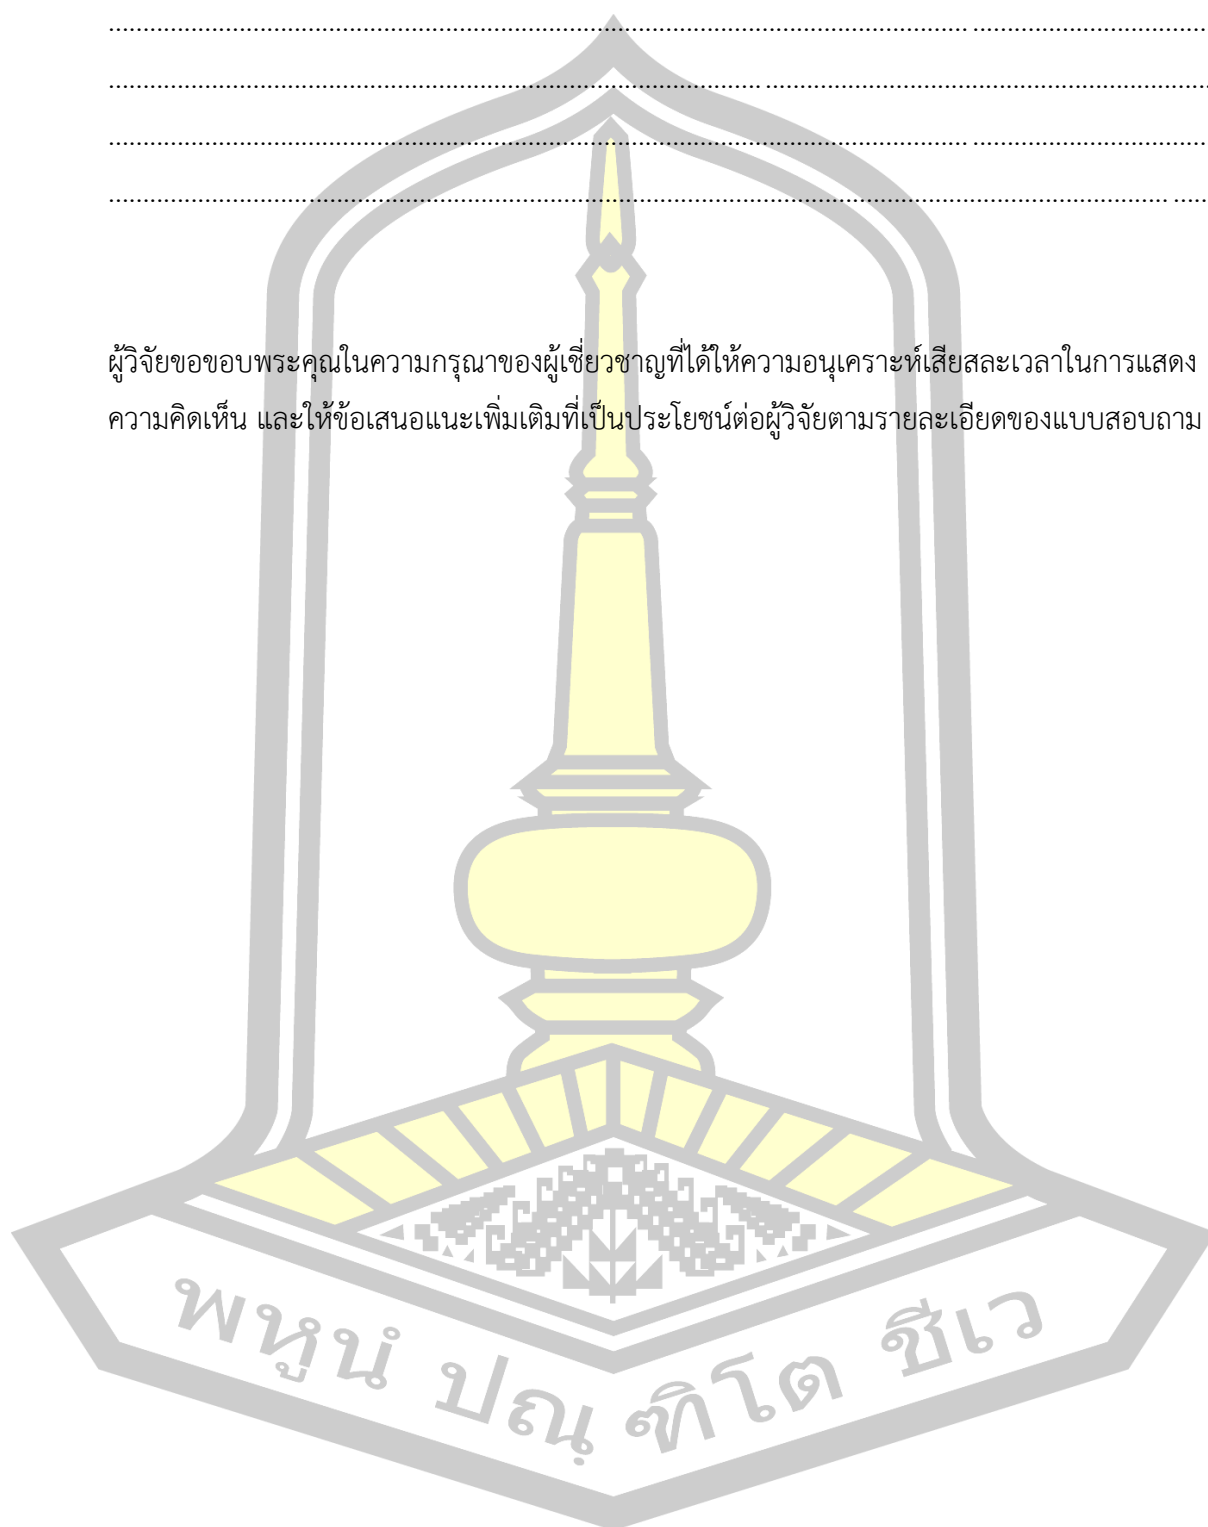 ผู้วิจัยขอขอบพระคุณในความกรุณาของผู้เชี่ยวชาญที่ได้ให้ความอนุเคราะห์เสียสละเวลาในการแสดง
ความคิดเห็น และให้ข้อเสนอแนะเพิ่มเติมที่เป็นประโยชน์ต่อผู้วิจัยตามรายละเอียดของแบบสอบถาม
พหูนํ ปณฺฑิโต ชีเว